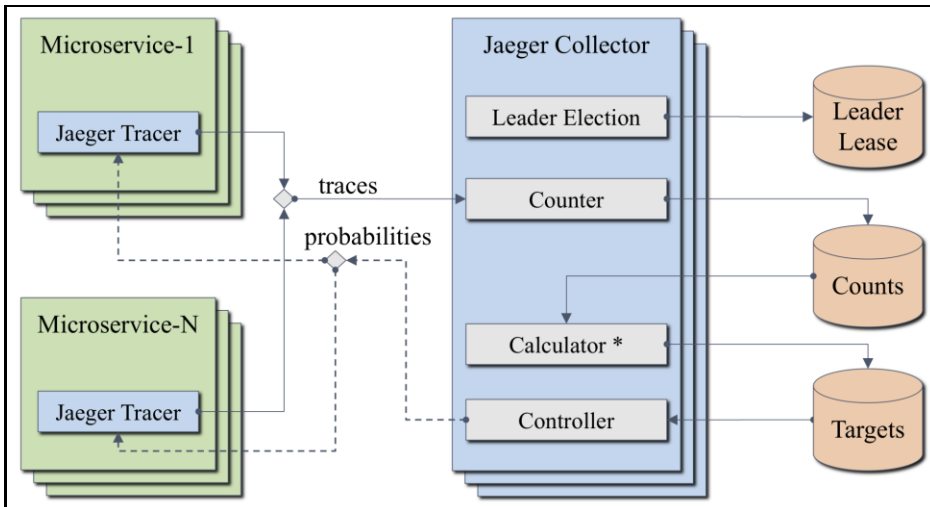 Microservice-1
Jaeger Tracer
traces
probabilities
Microservice-N
Jaeger Tracer
Jaeger Collector
Leader Election
Counter
Calculator *
Controller
Leader
Lease
Counts
Targets